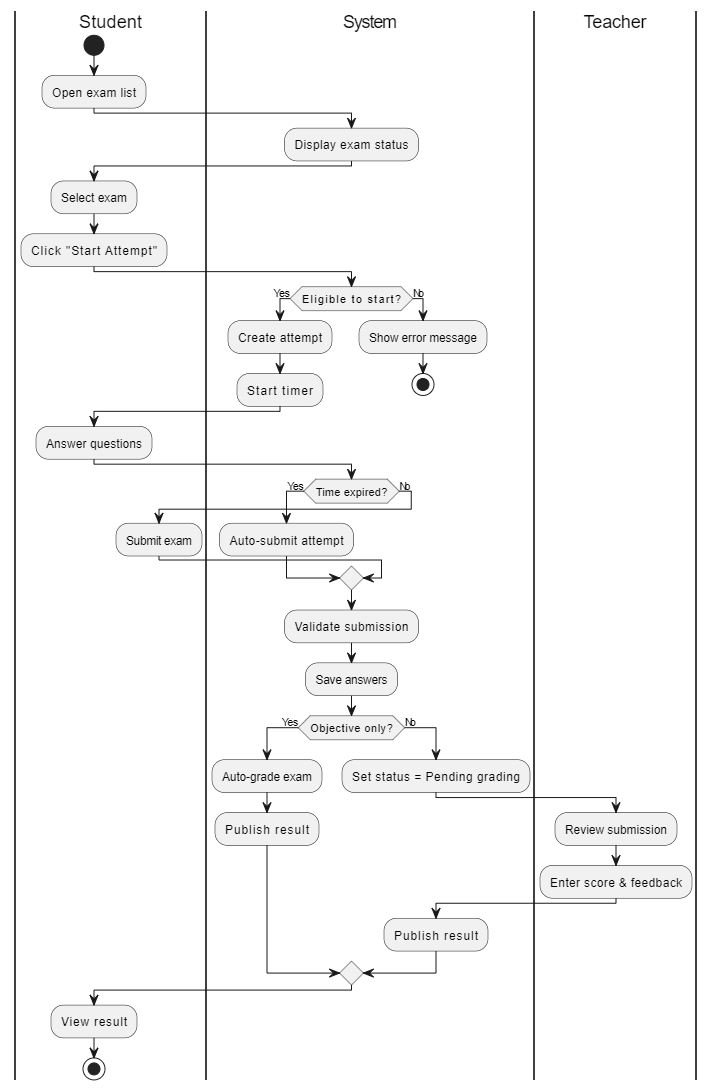 Student
System
Teacher
Open exam list
Display exam status
Select exam
Click "Start Attempt"
Yes
Eligible to start?
No
Create attempt
Show error message
Start timer
Answer questions
Yes
Time expired?
No
Submit exam
Auto-submit attempt
Validate submission
Save answers
Yes
Objective only?
No
Auto-grade exam
Set status = Pending grading
Publish result
Review submission
Enter score & feedback
Publish result
View result